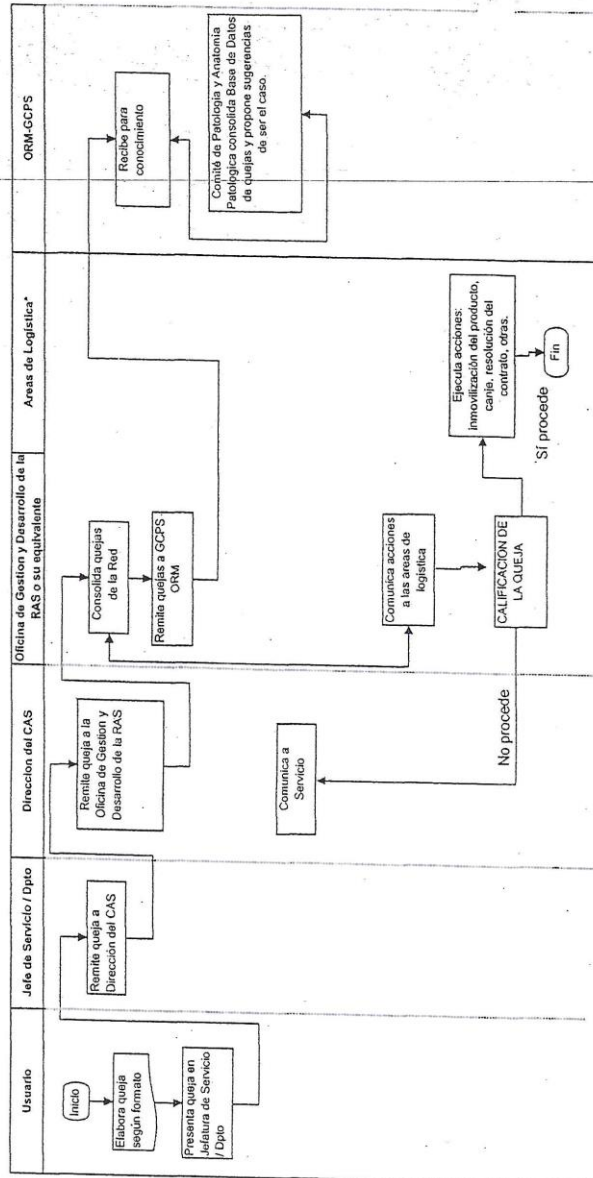 Usuario
Jefe de Servicio / Dpto
Direccion del CAS
Oficina de Gestion y Desarrollo de la
RAS o su equivalente
Areas de Logística*
ORM-GCPS
Inicio
Elabora queja
según formato
Presenta queja en
Jefatura de Servicio
/ Dpto
Remite queja a
Dirección del CAS
Remite queja a la
Oficina de Gestion y
Desarrollo de la RAS
Comunica a
Servicio
Consolida quejas
de la Red
Remite quejas a GCPS
ORM
Comunica acciones
a las areas de
logística
CALIFICACION DE
LA QUEJA
No procede
Sí procede
Ejecuta acciones:
inmovilización del producto,
canje, resolución del
contrato, otras.
Fin
Recibe para
conocimiento
Comité de Patología y Anatomia
Patologica consolida Base de Datos
de quejas y propone sugerencias
de ser el caso.